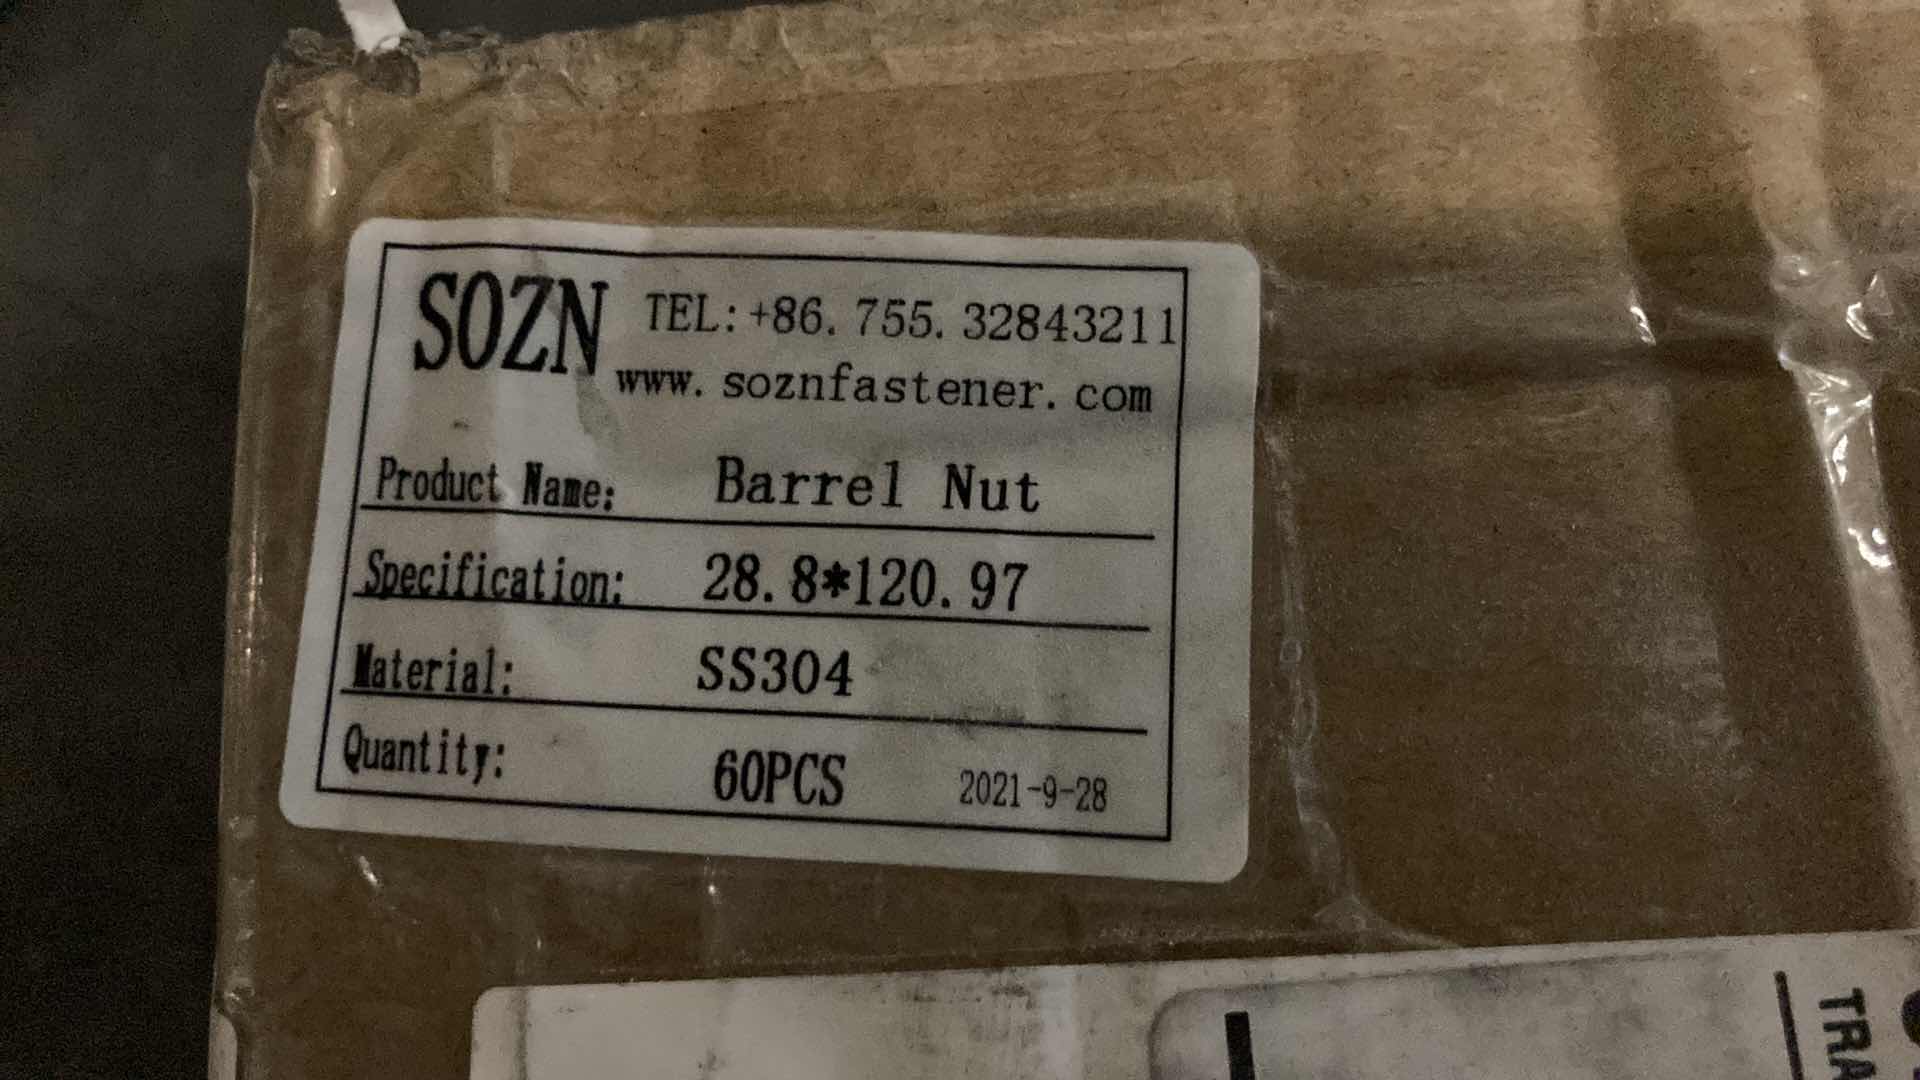 SOZN TEL:+86. 755. 32843211
www. soznfastener. com
Product Name: Barrel Nut
Specification: 28. 8*120. 97
Material: SS304
Quantity: 60PCS 2021-9-28
TRA